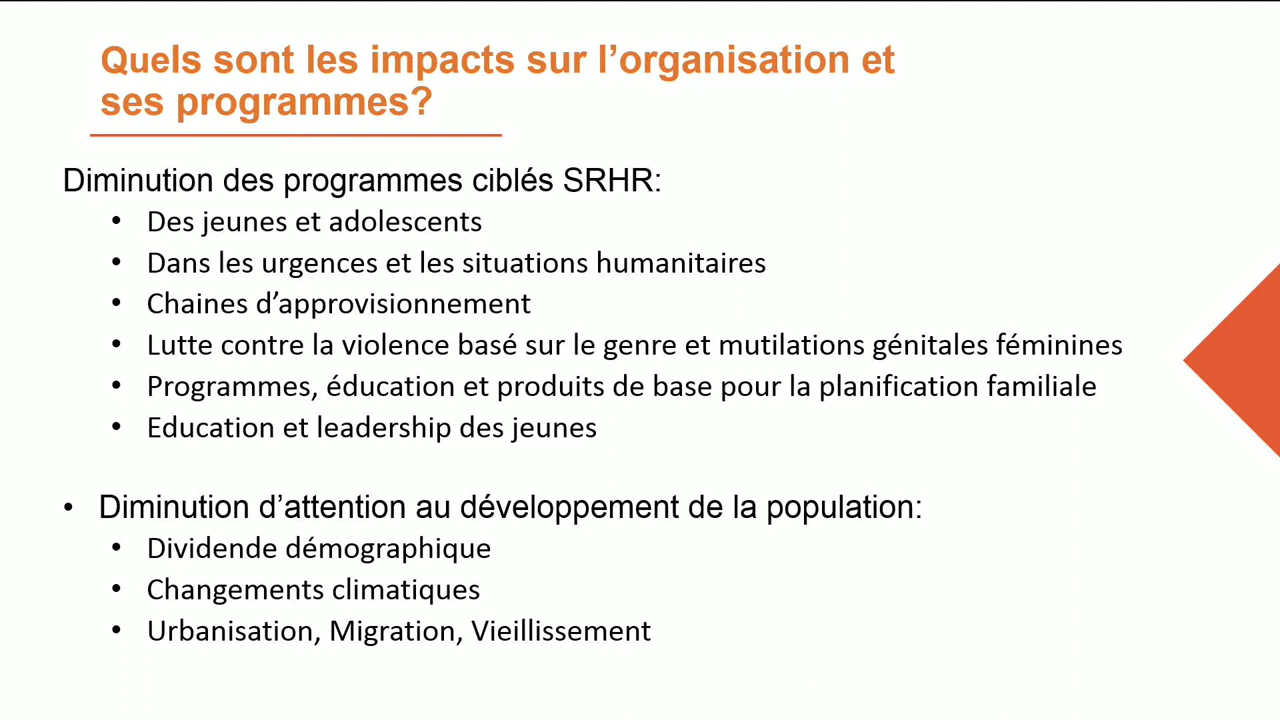 Quels sont les impacts sur l’organisation et
ses programmes?
Diminution des programmes ciblés SRHR:
• Des jeunes et adolescents
• Dans les urgences et les situations humanitaires
• Chaines d’approvisionnement
• Lutte contre la violence basé sur le genre et mutilations génitales féminines
• Programmes, éducation et produits de base pour la planification familiale
• Education et leadership des jeunes
• Diminution d’attention au développement de la population:
• Dividende démographique
• Changements climatiques
• Urbanisation, Migration, Vieillissement